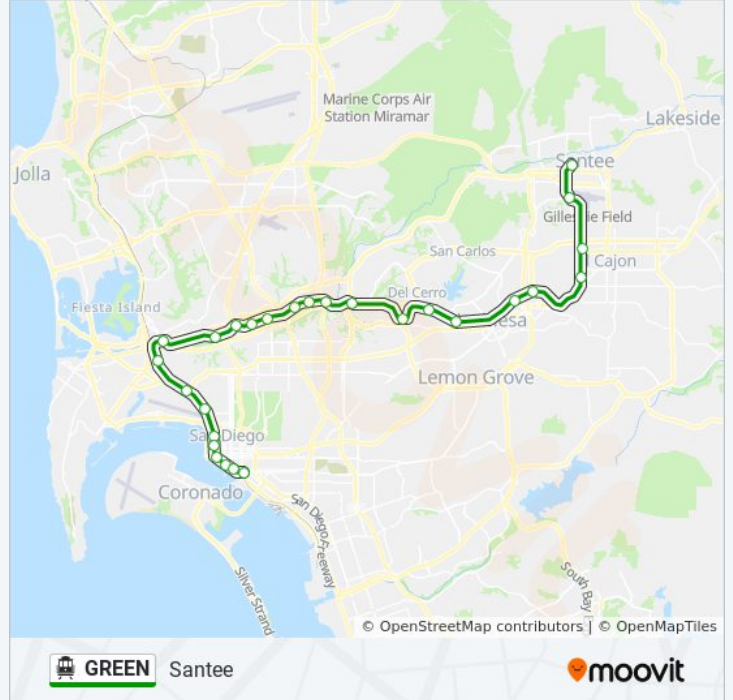 Marine Corps Air
Station Miramar
Lakeside
Santee
Jolla
Gillespie Field
San Carlos
Cajon
Del Cerro
Fiesta Island
esa
Lemon Grove
San Diego
Coronado
San Diego Freeway
Silver Strand
South Bay
© OpenStreetMap contributors | © OpenMapTiles
GREEN Santee
moovit